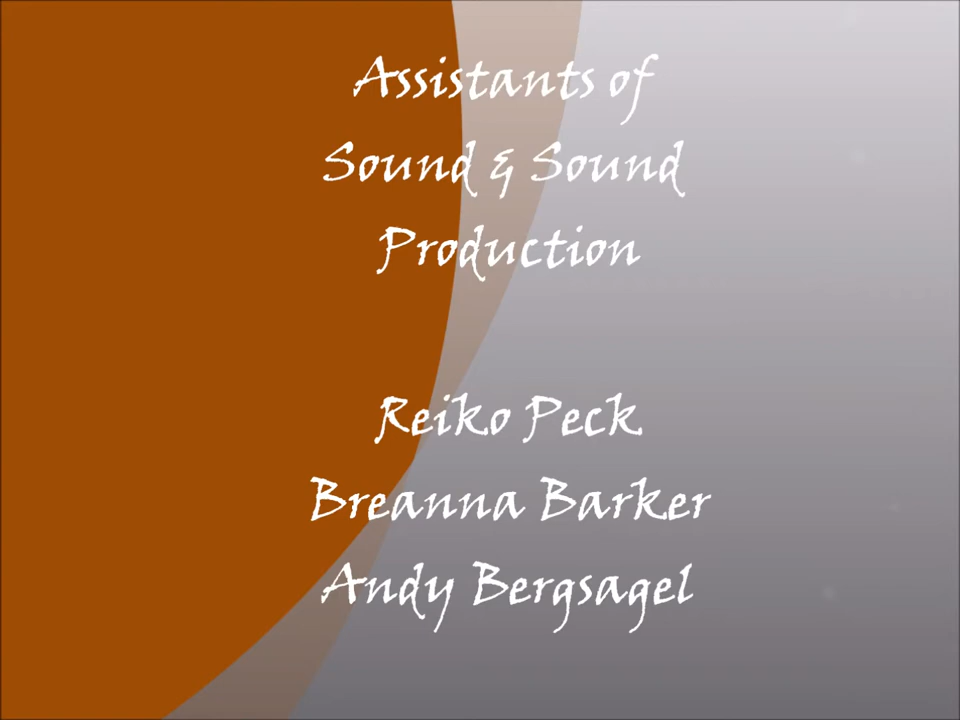 Assistants of
Sound & Sound
Production
Reiko Peck
Breanna Barker
Andy Bergsagel